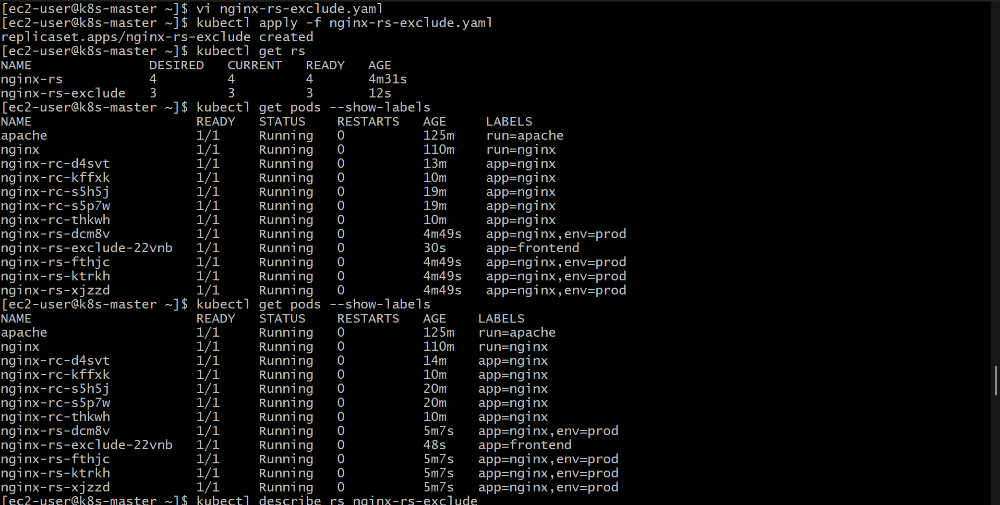 [ec2-user@k8s-master ~]$ vi nginx-rs-exclude.yaml
[ec2-user@k8s-master ~]$ kubectl apply -f nginx-rs-exclude.yaml
replicaset.apps/nginx-rs-exclude created
[ec2-user@k8s-master ~]$ kubectl get rs
NAME               DESIRED   CURRENT   READY   AGE
nginx-rs           4         4         4       4m31s
nginx-rs-exclude   3         3         3       12s
[ec2-user@k8s-master ~]$ kubectl get pods --show-labels
NAME                     READY   STATUS    RESTARTS   AGE     LABELS
apache                   1/1     Running   0          125m    run=apache
nginx                    1/1     Running   0          110m    run=nginx
nginx-rc-d4svt           1/1     Running   0          13m     app=nginx
nginx-rc-kffxk           1/1     Running   0          10m     app=nginx
nginx-rc-s5h5j           1/1     Running   0          19m     app=nginx
nginx-rc-s5p7w           1/1     Running   0          19m     app=nginx
nginx-rc-thkwh           1/1     Running   0          10m     app=nginx
nginx-rs-dcm8v           1/1     Running   0          4m49s   app=nginx,env=prod
nginx-rs-exclude-22vnb   1/1     Running   0          30s     app=frontend
nginx-rs-fthjc           1/1     Running   0          4m49s   app=nginx,env=prod
nginx-rs-ktrkh           1/1     Running   0          4m49s   app=nginx,env=prod
nginx-rs-xjzzd           1/1     Running   0          4m49s   app=nginx,env=prod
[ec2-user@k8s-master ~]$ kubectl get pods --show-labels
NAME                     READY   STATUS    RESTARTS   AGE    LABELS
apache                   1/1     Running   0          125m   run=apache
nginx                    1/1     Running   0          110m   run=nginx
nginx-rc-d4svt           1/1     Running   0          14m    app=nginx
nginx-rc-kffxk           1/1     Running   0          10m    app=nginx
nginx-rc-s5h5j           1/1     Running   0          20m    app=nginx
nginx-rc-s5p7w           1/1     Running   0          20m    app=nginx
nginx-rc-thkwh           1/1     Running   0          10m    app=nginx
nginx-rs-dcm8v           1/1     Running   0          5m7s   app=nginx,env=prod
nginx-rs-exclude-22vnb   1/1     Running   0          48s    app=frontend
nginx-rs-fthjc           1/1     Running   0          5m7s   app=nginx,env=prod
nginx-rs-ktrkh           1/1     Running   0          5m7s   app=nginx,env=prod
nginx-rs-xjzzd           1/1     Running   0          5m7s   app=nginx,env=prod
[ec2-user@k8s-master ~]$ kubectl describe rs nginx-rs-exclude